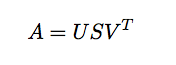 A = USV^T